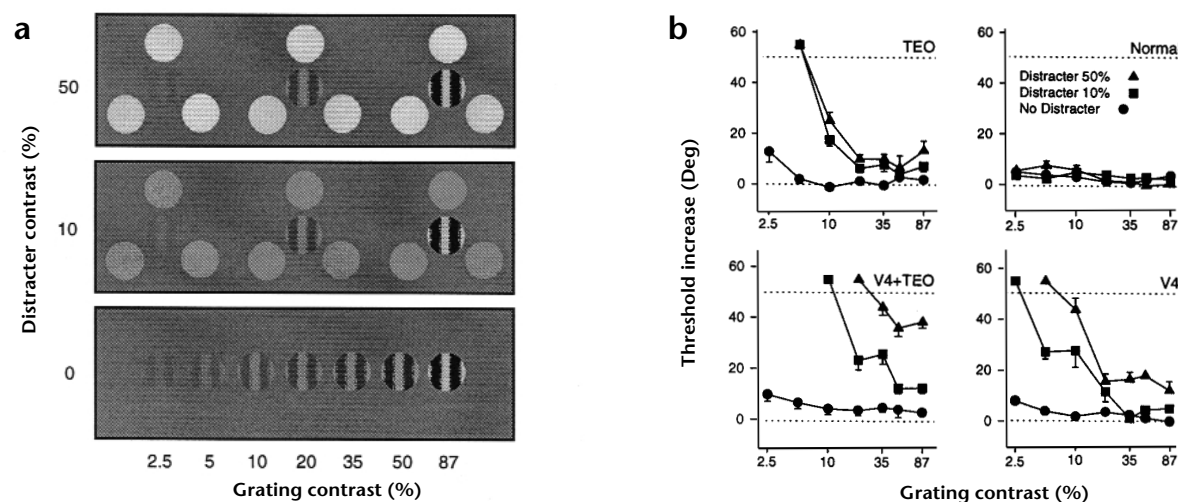 a
Distracter contrast (%)
50
10
0
2.5 5 10 20 35 50 87
Grating contrast (%)
b
Threshold increase (Deg)
60
40
20
0
TEO
2.5 10 35 87
60
40
20
0
Norma
Distracter 50%
Distracter 10%
No Distracter
2.5 10 35 87
60
40
20
0
V4+TEO
2.5 10 35 87
60
40
20
0
V4
2.5 10 35 87
Grating contrast (%)